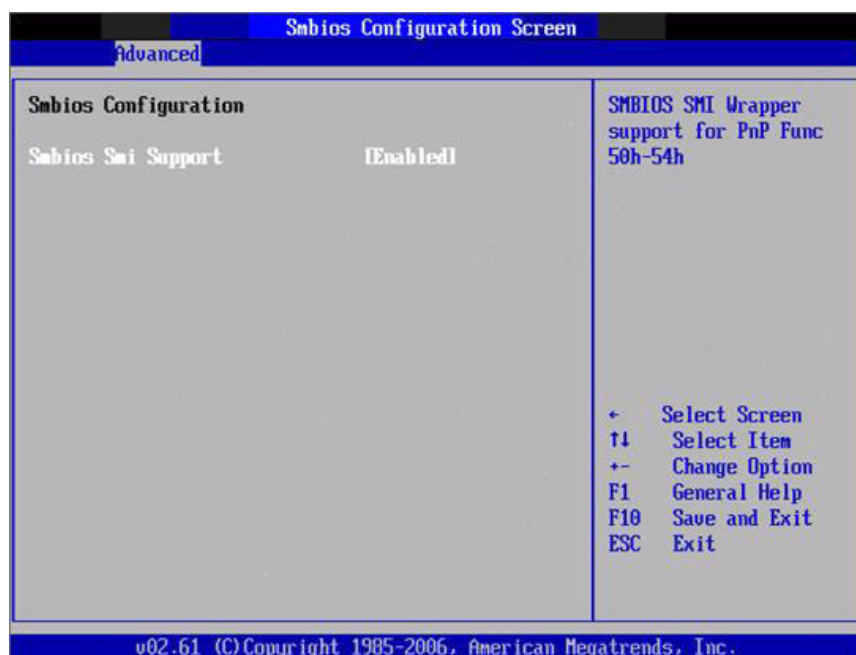 Smbios Configuration Screen
Advanced
Smbios Configuration
Smbios Smi Support [Enabled]
SMBIOS SMI Wrapper
support for PnP Func
50h-54h
← Select Screen
↑↓ Select Item
+- Change Option
F1 General Help
F10 Save and Exit
ESC Exit
v02.61 (C)Copyright 1985-2006, American Megatrends, Inc.